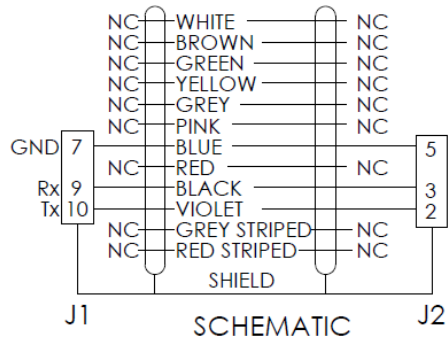 NC WHITE NC
NC BROWN NC
NC GREEN NC
NC YELLOW NC
NC GREY NC
NC PINK NC
GND 7 BLUE 5
NC RED NC
Rx 9 BLACK 3
Tx 10 VIOLET 2
NC GREY STRIPED NC
NC RED STRIPED NC
SHIELD
J1 J2
SCHEMATIC